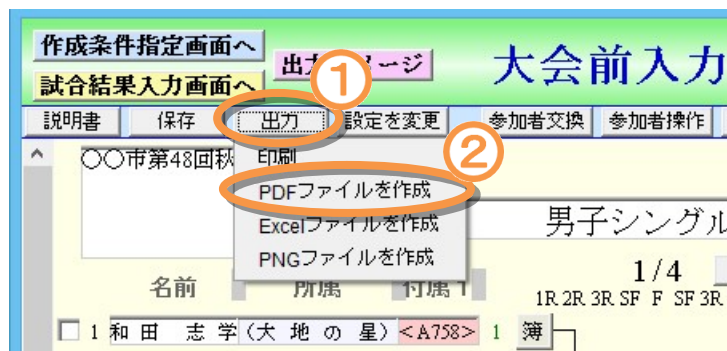 作成条件指定画面へ
試合結果入力画面へ
ージ
大会前入力
1
説明書 保存 出力 設定を変更 参加者交換 参加者操作
2
〇〇市第48回秋
印刷
PDFファイルを作成
Excelファイルを作成
PNGファイルを作成
男子シングル
1/4
名前 所属 付属1
1R 2R 3R SF F SF 3R
1 和田 志学 (大地の星) <A758> 1 簿